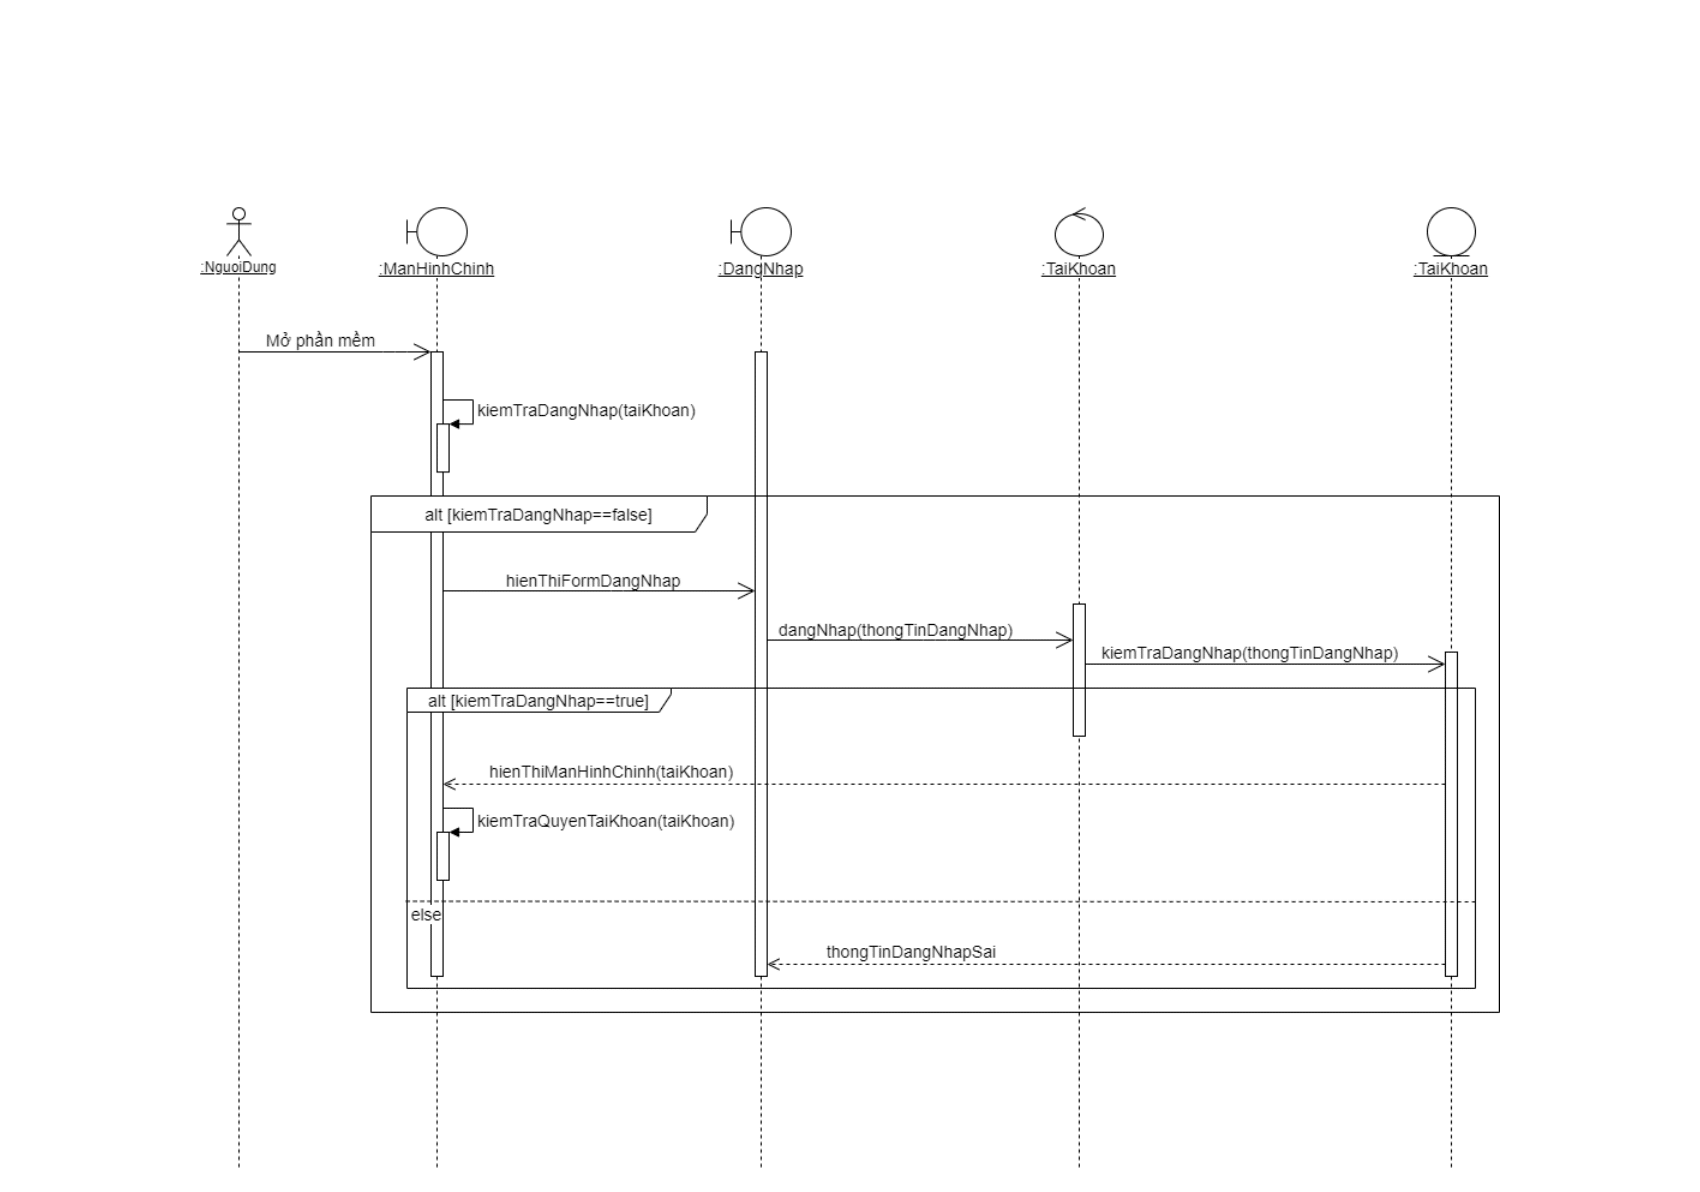 :NguoiDung
:ManHinhChinh
:DangNhap
:TaiKhoan
:TaiKhoan
Mở phần mềm
kiemTraDangNhap(taiKhoan)
alt [kiemTraDangNhap==false]
hienThiFormDangNhap
dangNhap(thongTinDangNhap)
kiemTraDangNhap(thongTinDangNhap)
alt [kiemTraDangNhap==true]
hienThiManHinhChinh(taiKhoan)
kiemTraQuyenTaiKhoan(taiKhoan)
else
thongTinDangNhapSai